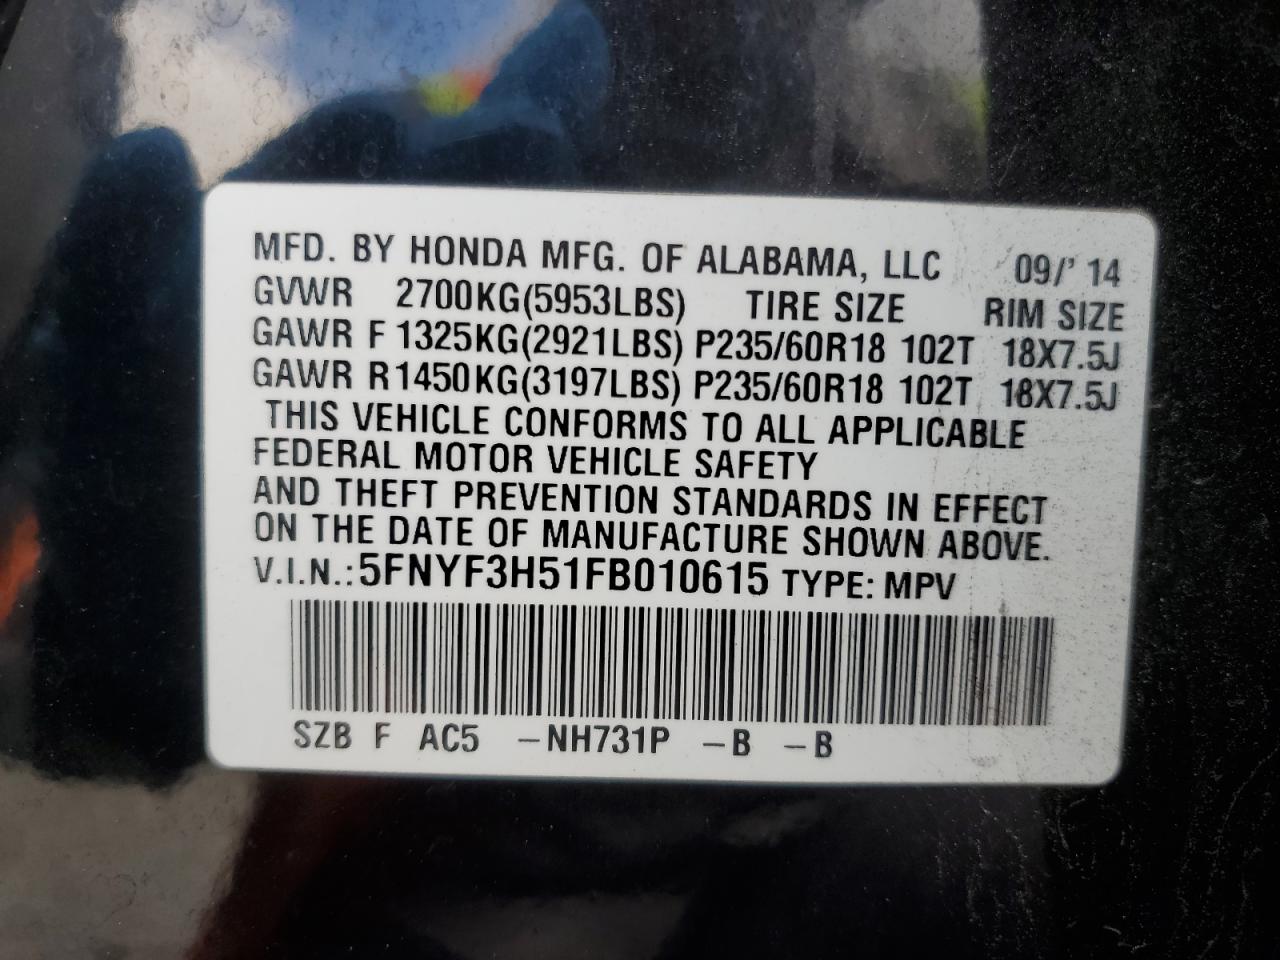 MFD. BY HONDA MFG. OF ALABAMA, LLC 09/' 14
GVWR 2700KG(5953LBS) TIRE SIZE RIM SIZE
GAWR F 1325KG(2921LBS) P235/60R18 102T 18X7.5J
GAWR R1450KG(3197LBS) P235/60R18 102T 18X7.5J
THIS VEHICLE CONFORMS TO ALL APPLICABLE
FEDERAL MOTOR VEHICLE SAFETY
AND THEFT PREVENTION STANDARDS IN EFFECT
ON THE DATE OF MANUFACTURE SHOWN ABOVE.
V.I.N.: 5FNYF3H51FB010615 TYPE: MPV
SZB F AC5 –NH731P –B –B